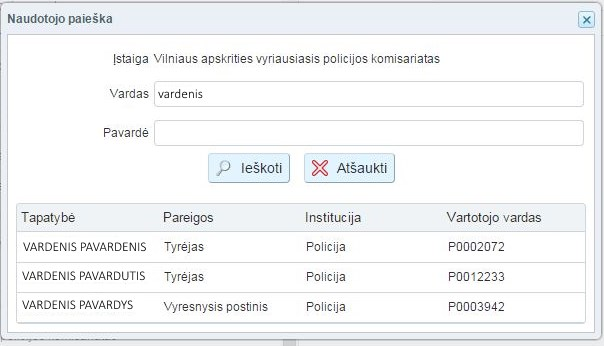 Naudotojo paieška
Įstaiga Vilniaus apskrities vyriausiasis policijos komisariatas
Vardas vardenis
Pavardė
Ieškoti Atšaukti
Tapatybė Pareigos Institucija Vartotojo vardas
VARDENIS PAVARDENIS Tyrėjas Policija P0002072
VARDENIS PAVARDUTIS Tyrėjas Policija P0012233
VARDENIS PAVARDYS Vyresnysis postinis Policija P0003942